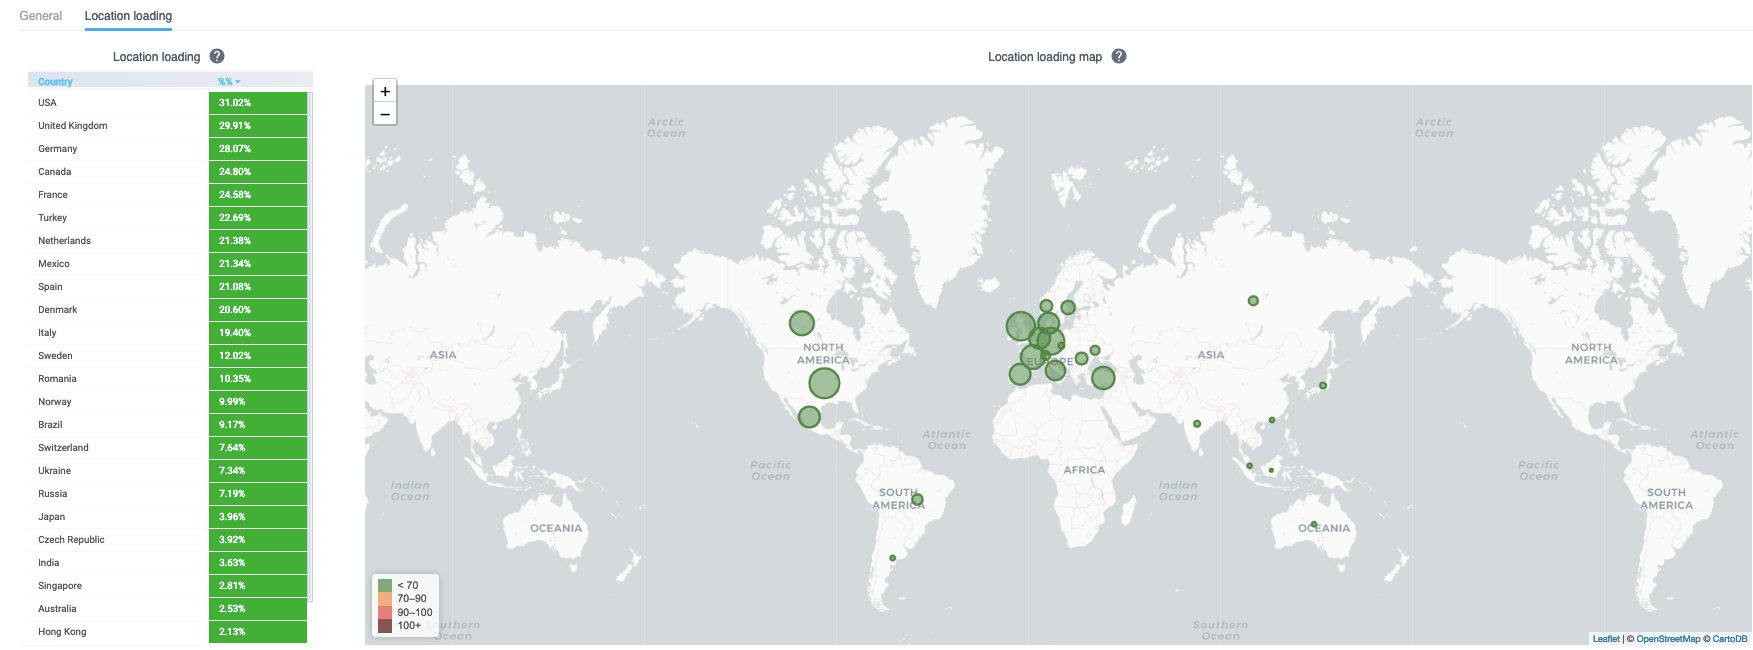 General Location loading
Location loading ?
Location loading map ?
Country %%
USA 31.02%
United Kingdom 29.91%
Germany 28.07%
Canada 24.80%
France 24.58%
Turkey 22.69%
Netherlands 21.38%
Mexico 21.34%
Spain 21.08%
Denmark 20.60%
Italy 19.40%
Sweden 12.02%
Romania 10.35%
Norway 9.99%
Brazil 9.17%
Switzerland 7.64%
Ukraine 7.34%
Russia 7.19%
Japan 3.96%
Czech Republic 3.92%
India 3.63%
Singapore 2.81%
Australia 2.53%
Hong Kong 2.13%
+
−
Arctic
Ocean
Arctic
Ocean
ASIA
NORTH
AMERICA
EUROPE
ASIA
NORTH
AMERICA
Atlantic
Ocean
Atlantic
Ocean
Pacific
Ocean
AFRICA
Pacific
Ocean
Indian
Ocean
SOUTH
AMERICA
Indian
Ocean
SOUTH
AMERICA
OCEANIA
OCEANIA
< 70
70–90
90–100
100+
Southern
Ocean
Leaflet | © OpenStreetMap © CartoDB